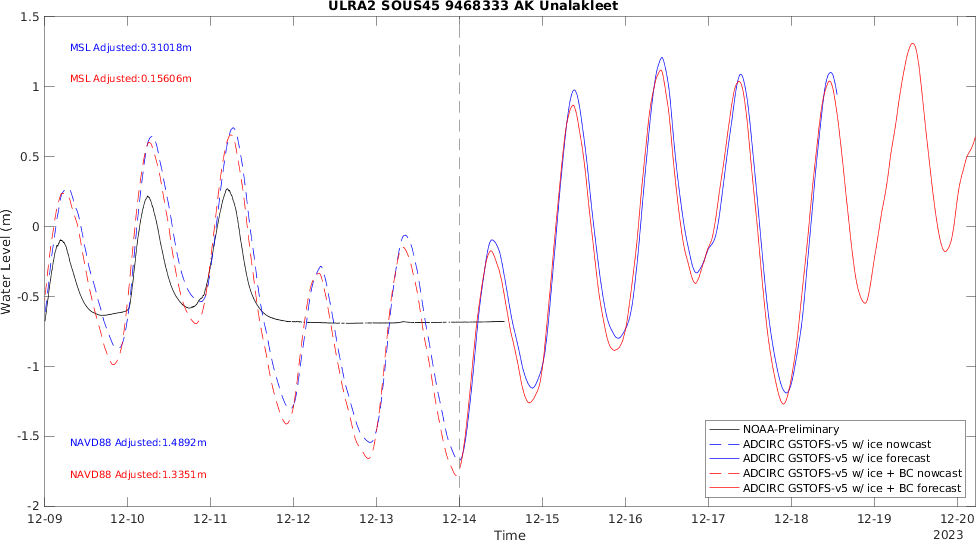 ULRA2 SOUS45 9468333 AK Unalakleet
1.5
1
0.5
0
-0.5
-1
-1.5
-2
Water Level (m)
MSL Adjusted:0.31018m
MSL Adjusted:0.15606m
NAVD88 Adjusted:1.4892m
NAVD88 Adjusted:1.3351m
NOAA-Preliminary
ADCIRC GSTOFS-v5 w/ ice nowcast
ADCIRC GSTOFS-v5 w/ ice forecast
ADCIRC GSTOFS-v5 w/ ice + BC nowcast
ADCIRC GSTOFS-v5 w/ ice + BC forecast
12-09 12-10 12-11 12-12 12-13 12-14 12-15 12-16 12-17 12-18 12-19 12-20
Time
2023